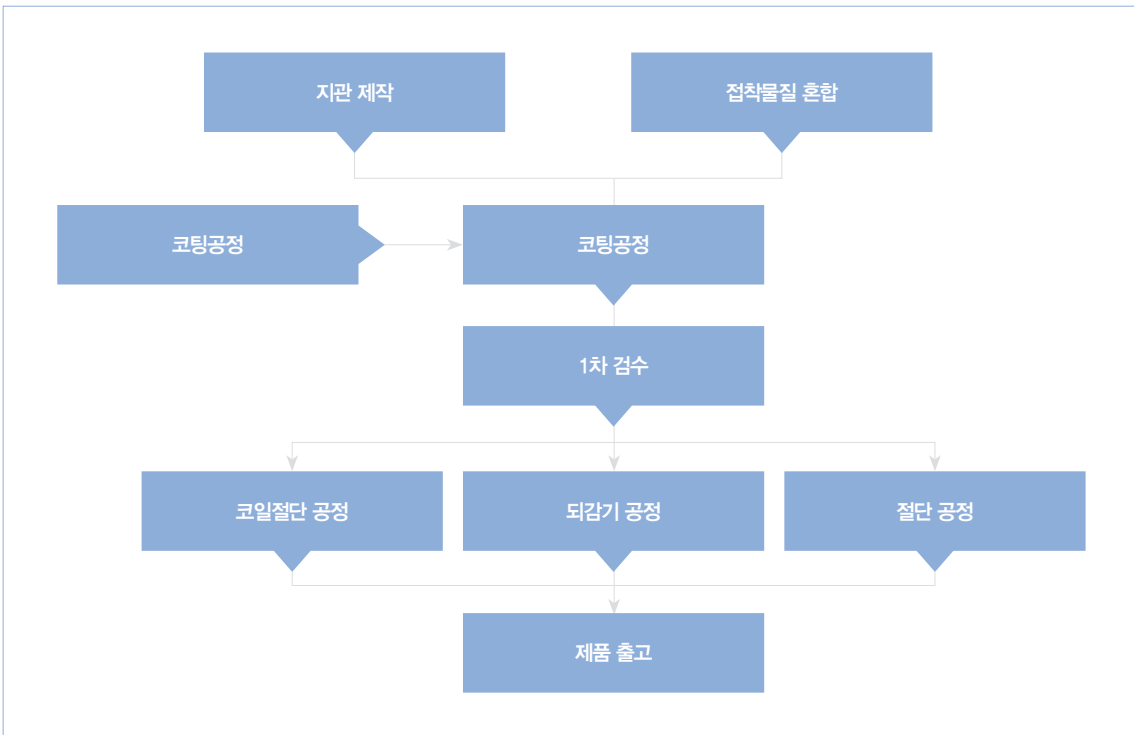 지관 제작
접착물질 혼합
코팅공정
코팅공정
1차 검수
코일절단 공정
되감기 공정
절단 공정
제품 출고